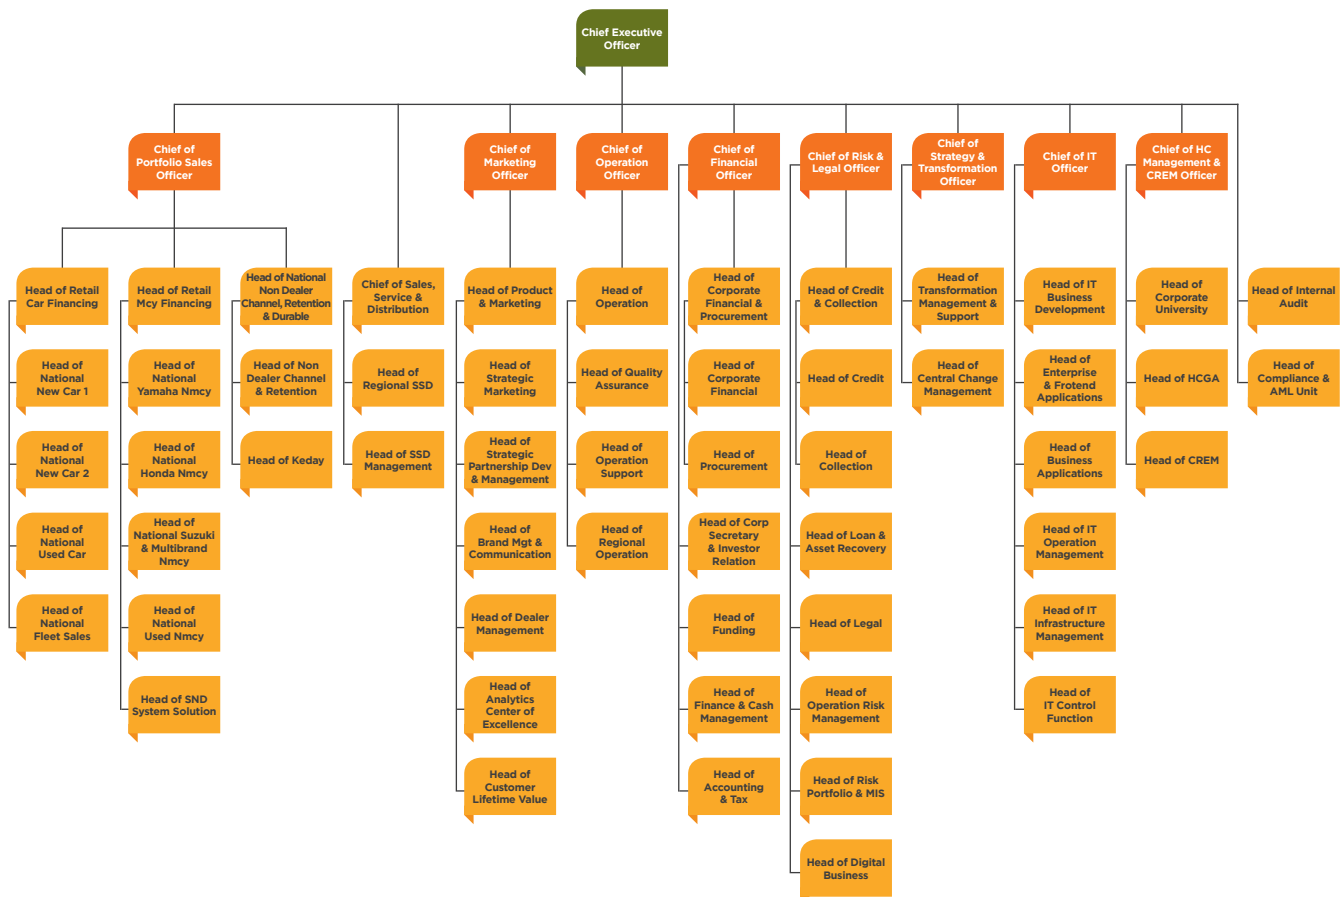 Chief Executive
Officer
Chief of
Portfolio Sales
Officer
Chief of
Marketing
Officer
Chief of
Operation
Officer
Chief of
Financial
Officer
Chief of Risk &
Legal Officer
Chief of
Strategy &
Transformation
Officer
Chief of IT
Officer
Chief of HC
Management &
CREM Officer
Head of Retail
Car Financing
Head of Retail
Mcy Financing
Head of National
Non Dealer
Channel, Retention
& Durable
Chief of Sales,
Service &
Distribution
Head of Product
& Marketing
Head of
Operation
Head of
Corporate
Financial &
Procurement
Head of Credit
& Collection
Head of
Transformation
Management &
Support
Head of IT
Business
Development
Head of
Corporate
University
Head of Internal
Audit
Head of
National
New Car 1
Head of
National
Yamaha Nmcy
Head of Non
Dealer Channel
& Retention
Head of
Regional SSD
Head of
Strategic
Marketing
Head of Quality
Assurance
Head of
Corporate
Financial
Head of Credit
Head of
Central Change
Management
Head of
Enterprise
& Frotend
Applications
Head of HCGA
Head of
Compliance &
AML Unit
Head of
National
New Car 2
Head of
National
Honda Nmcy
Head of Keday
Head of SSD
Management
Head of
Strategic
Partnership Dev
& Management
Head of
Operation
Support
Head of
Procurement
Head of
Collection
Head of
Business
Applications
Head of CREM
Head of
National
Used Car
Head of
National Suzuki
& Multibrand
Nmcy
Head of
Brand Mgt &
Communication
Head of
Regional
Operation
Head of Corp
Secretary
& Investor
Relation
Head of Loan &
Asset Recovery
Head of IT
Operation
Management
Head of
National
Fleet Sales
Head of
National
Used Nmcy
Head of Dealer
Management
Head of
Funding
Head of Legal
Head of IT
Infrastructure
Management
Head of SND
System Solution
Head of
Analytics
Center of
Excellence
Head of
Finance & Cash
Management
Head of
Operation Risk
Management
Head of
IT Control
Function
Head of
Customer
Lifetime Value
Head of
Accounting
& Tax
Head of Risk
Portfolio & MIS
Head of Digital
Business